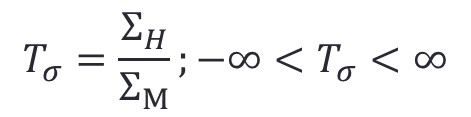 T_σ = Σ_H / Σ_M ; −∞ < T_σ < ∞